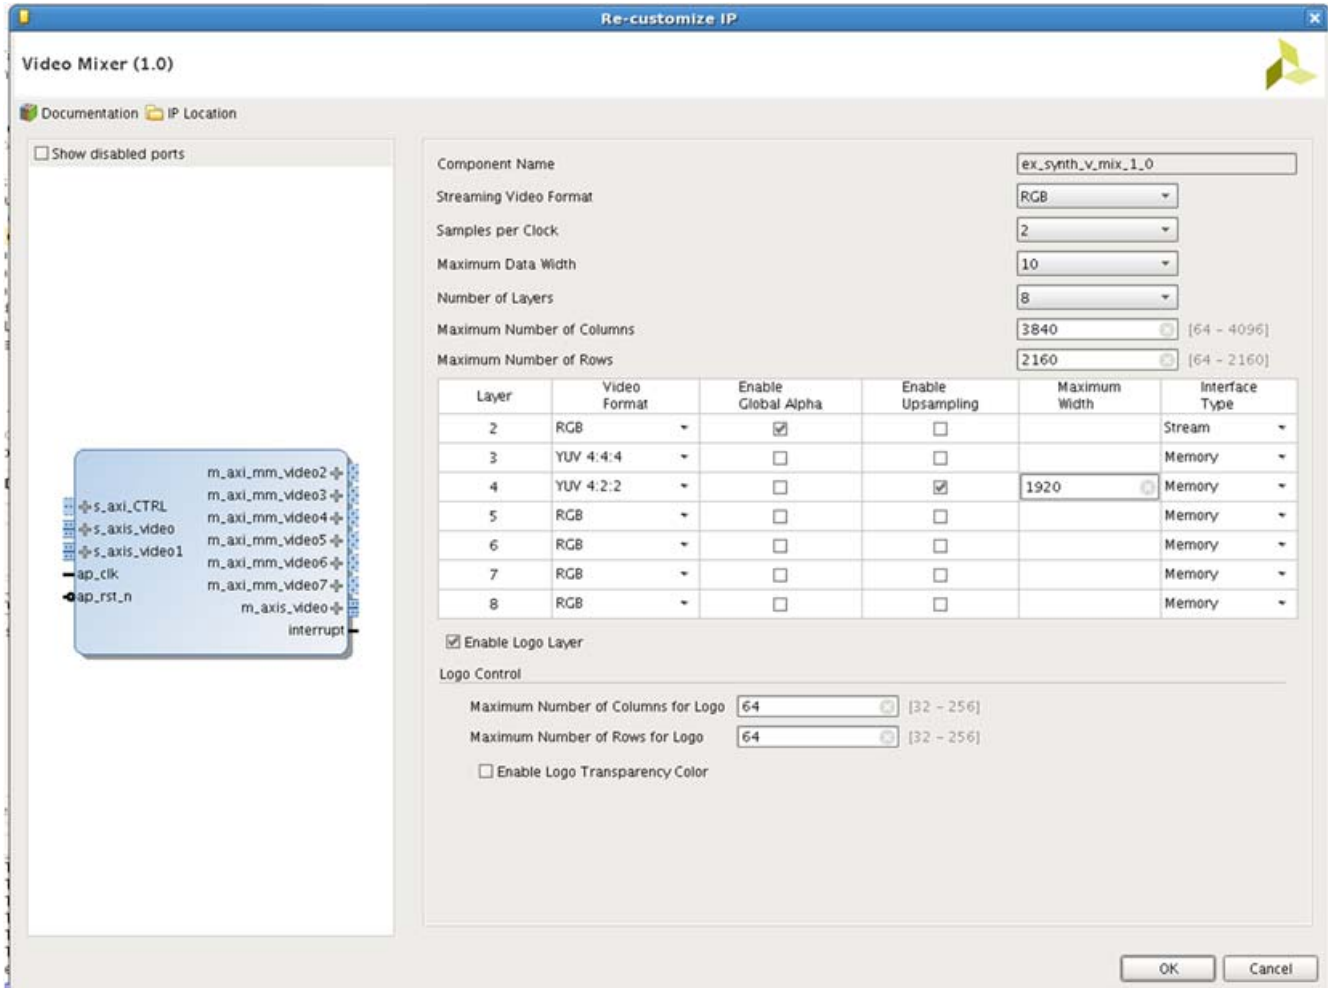 Re-customize IP
Video Mixer (1.0)
Documentation IP Location
Show disabled ports
m_axi_mm_video2
m_axi_mm_video3
s_axi_CTRL
m_axi_mm_video4
s_axis_video
m_axi_mm_video5
s_axis_video1
m_axi_mm_video6
ap_clk
m_axi_mm_video7
ap_rst_n
m_axis_video
interrupt
Component Name ex_synth_v_mix_1_0
Streaming Video Format RGB
Samples per Clock 2
Maximum Data Width 10
Number of Layers 8
Maximum Number of Columns 3840 [64 - 4096]
Maximum Number of Rows 2160 [64 - 2160]
Layer Video Format Enable Global Alpha Enable Upsampling Maximum Width Interface Type
2 RGB Stream
3 YUV 4:4:4 Memory
4 YUV 4:2:2 1920 Memory
5 RGB Memory
6 RGB Memory
7 RGB Memory
8 RGB Memory
Enable Logo Layer
Logo Control
Maximum Number of Columns for Logo 64 [32 - 256]
Maximum Number of Rows for Logo 64 [32 - 256]
Enable Logo Transparency Color
OK Cancel